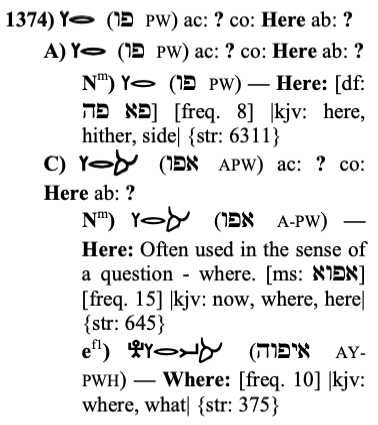 1374) (פו PW) ac: ? co: Here ab: ?
A) (פו PW) ac: ? co: Here ab: ?
Nᵐ) (פו PW) — Here: [df:
פא פה] [freq. 8] |kjv: here,
hither, side| {str: 6311}
C) (אפו APW) ac: ? co:
Here ab: ?
Nᵐ) (אפו A-PW) —
Here: Often used in the sense of
a question - where. [ms: אפוא]
[freq. 15] |kjv: now, where, here|
{str: 645}
eᶠ¹) (איפוה AY-
PWH) — Where: [freq. 10] |kjv:
where, what| {str: 375}